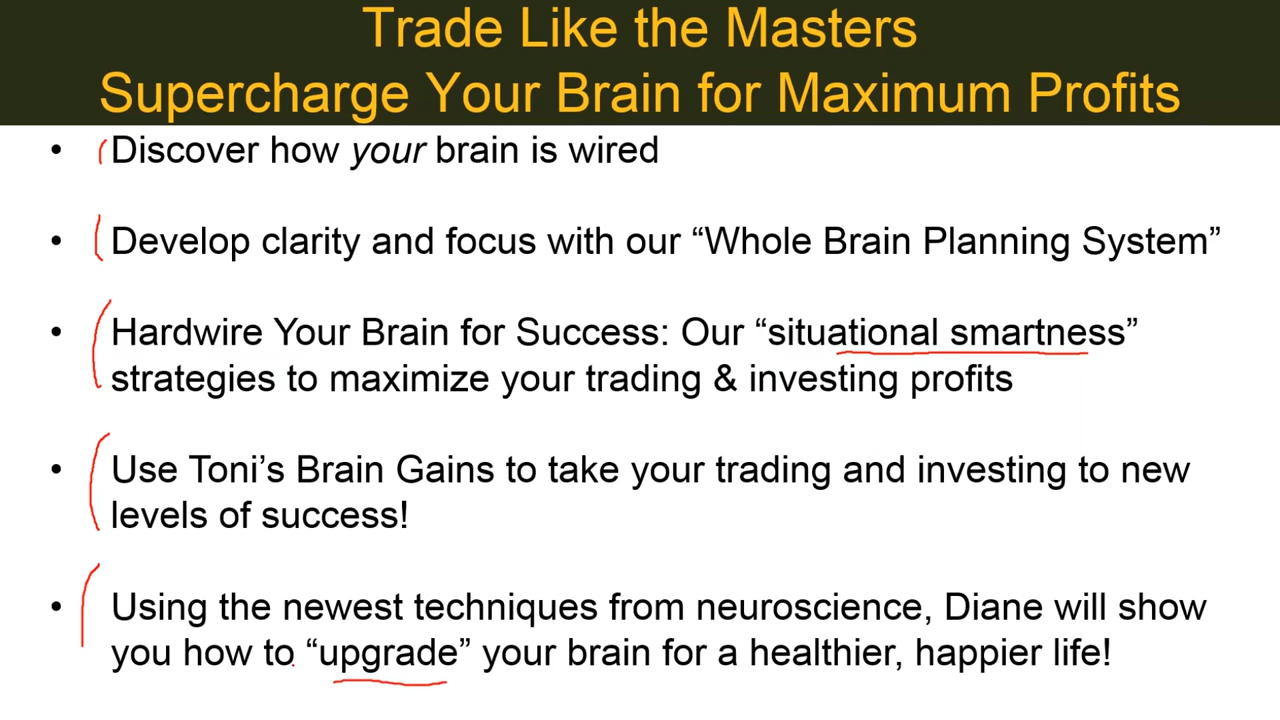 Trade Like the Masters
Supercharge Your Brain for Maximum Profits
• Discover how your brain is wired
• Develop clarity and focus with our “Whole Brain Planning System”
• Hardwire Your Brain for Success: Our “situational smartness”
strategies to maximize your trading & investing profits
• Use Toni’s Brain Gains to take your trading and investing to new
levels of success!
• Using the newest techniques from neuroscience, Diane will show
you how to “upgrade” your brain for a healthier, happier life!